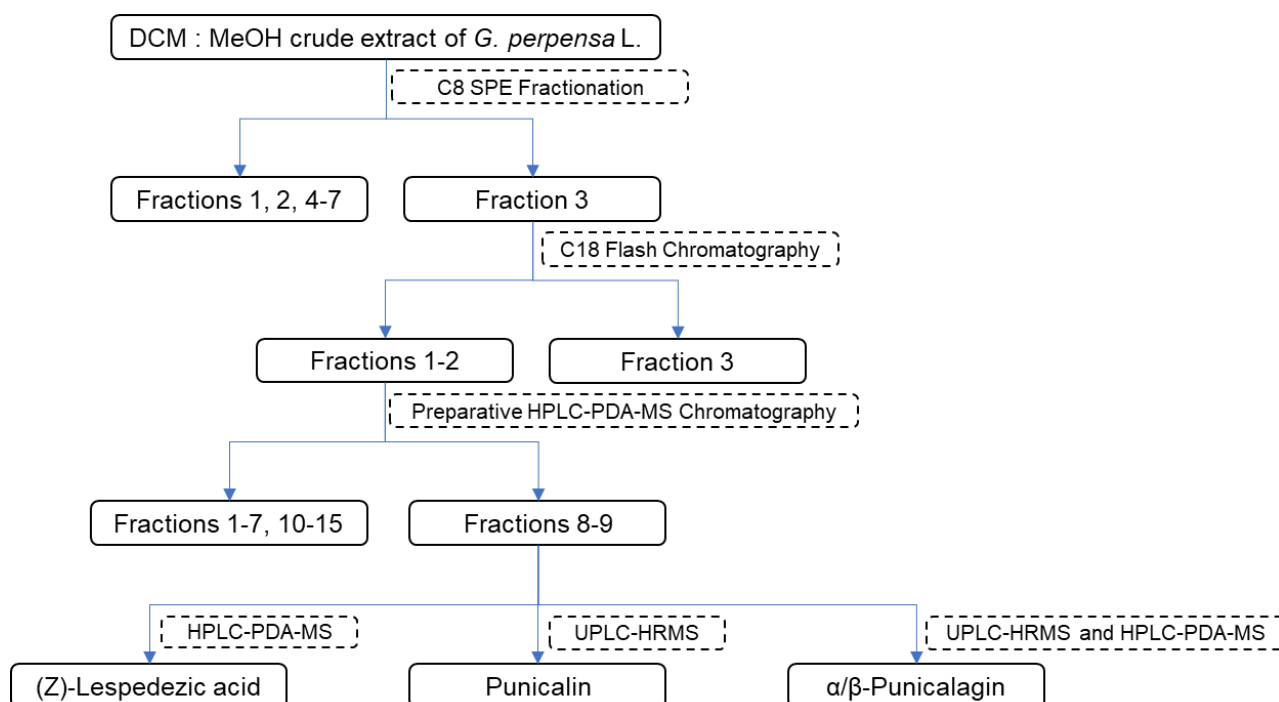 DCM : MeOH crude extract of G. perpensa L.
C8 SPE Fractionation
Fractions 1, 2, 4-7
Fraction 3
C18 Flash Chromatography
Fractions 1-2
Fraction 3
Preparative HPLC-PDA-MS Chromatography
Fractions 1-7, 10-15
Fractions 8-9
HPLC-PDA-MS
UPLC-HRMS
UPLC-HRMS and HPLC-PDA-MS
(Z)-Lespedezic acid
Punicalin
α/β-Punicalagin